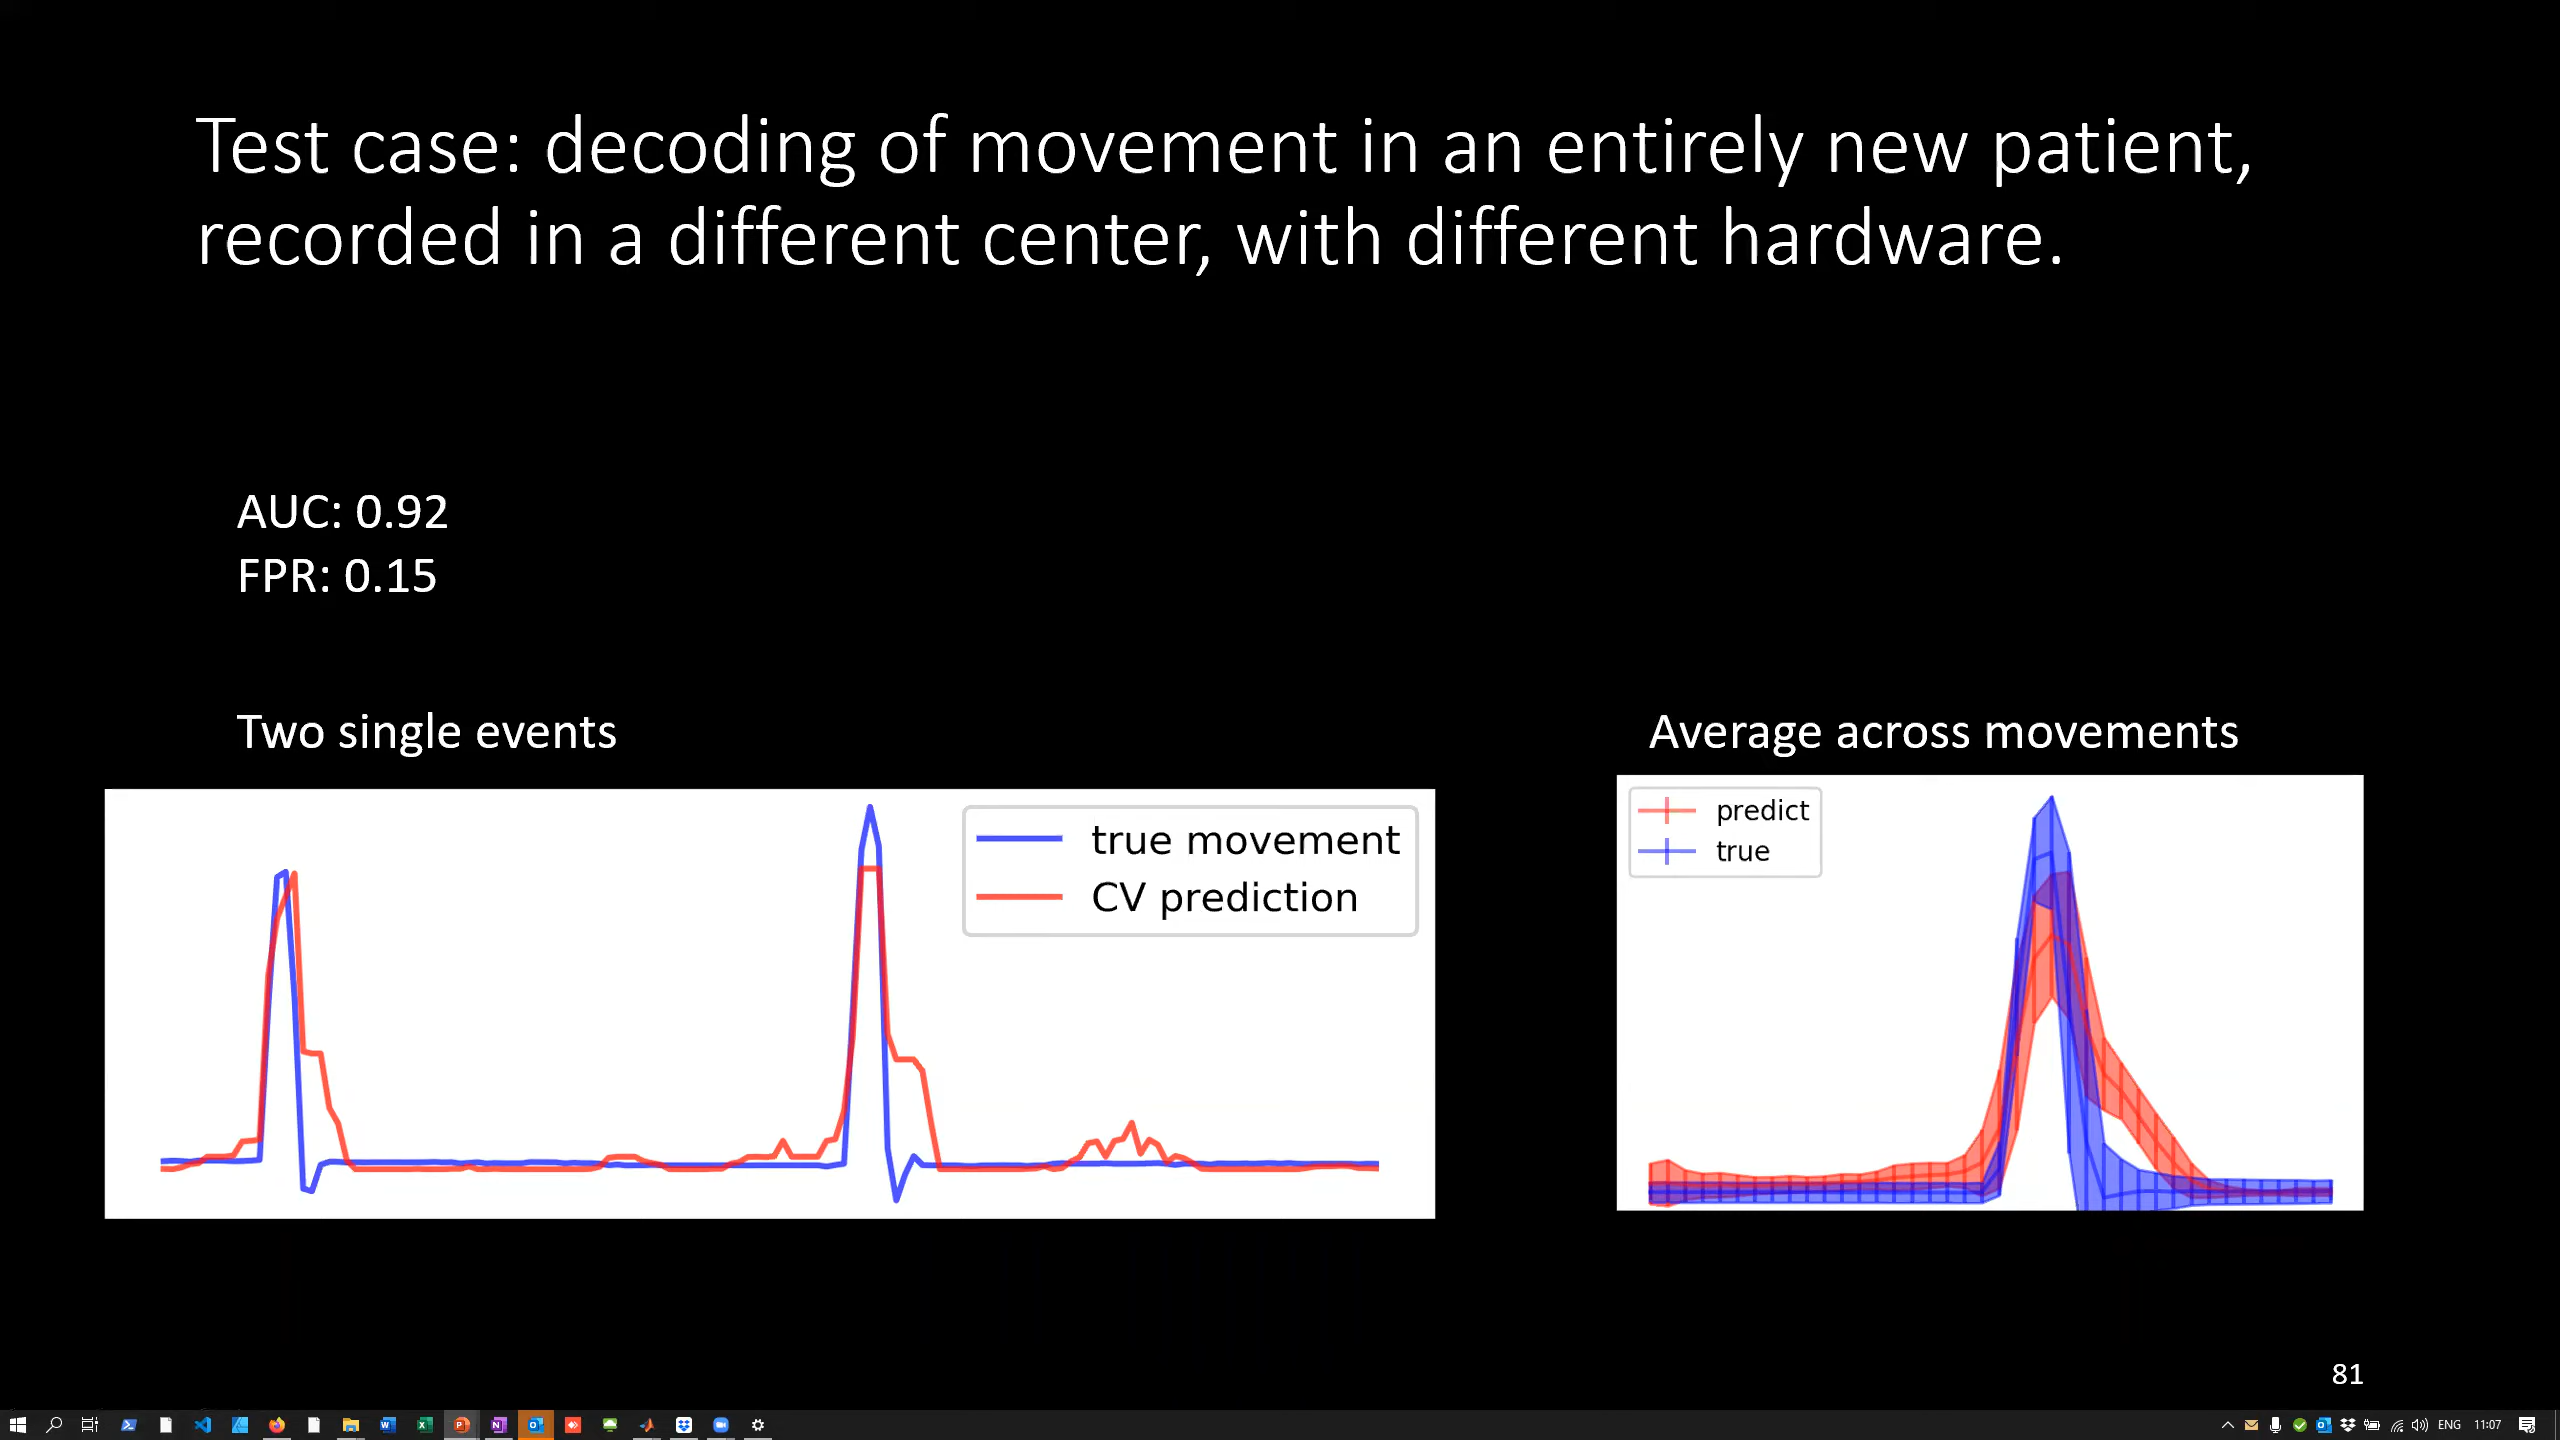 Test case: decoding of movement in an entirely new patient,
recorded in a different center, with different hardware.
AUC: 0.92
FPR: 0.15
Two single events
true movement
CV prediction
Average across movements
predict
true
81
ENG 11:07